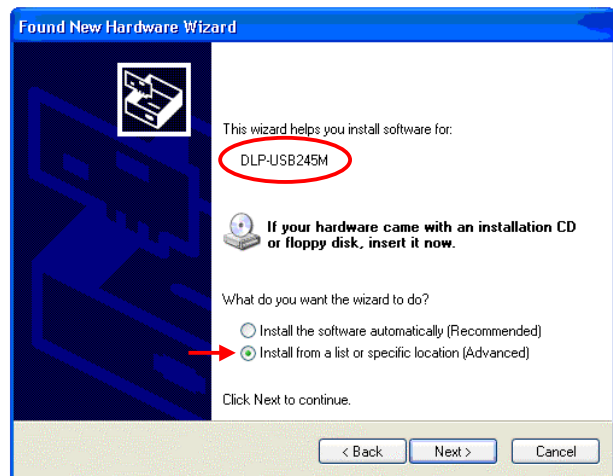 Found New Hardware Wizard
This wizard helps you install software for:
DLP-USB245M
If your hardware came with an installation CD
or floppy disk, insert it now.
What do you want the wizard to do?
Install the software automatically (Recommended)
Install from a list or specific location (Advanced)
Click Next to continue.
< Back Next > Cancel